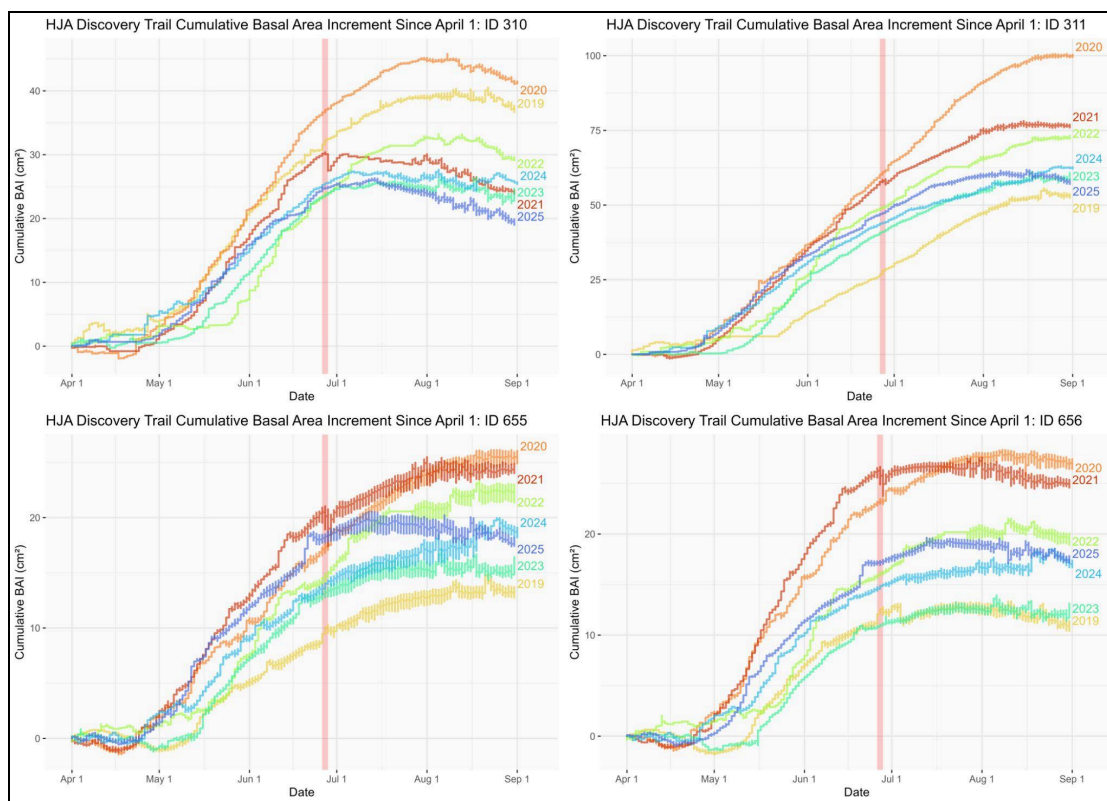 HJA Discovery Trail Cumulative Basal Area Increment Since April 1: ID 310
Cumulative BAI (cm²)
40
30
20
10
0
2020
2019
2022
2024
2023
2021
2025
Apr 1 May 1 Jun 1 Jul 1 Aug 1 Sep 1
Date
HJA Discovery Trail Cumulative Basal Area Increment Since April 1: ID 311
Cumulative BAI (cm²)
100
75
50
25
0
2020
2021
2022
2024
2023
2025
2019
Apr 1 May 1 Jun 1 Jul 1 Aug 1 Sep 1
Date
HJA Discovery Trail Cumulative Basal Area Increment Since April 1: ID 655
Cumulative BAI (cm²)
20
10
0
2020
2021
2022
2024
2025
2023
2019
Apr 1 May 1 Jun 1 Jul 1 Aug 1 Sep 1
Date
HJA Discovery Trail Cumulative Basal Area Increment Since April 1: ID 656
Cumulative BAI (cm²)
20
10
0
2020
2021
2022
2025
2024
2023
2019
Apr 1 May 1 Jun 1 Jul 1 Aug 1 Sep 1
Date